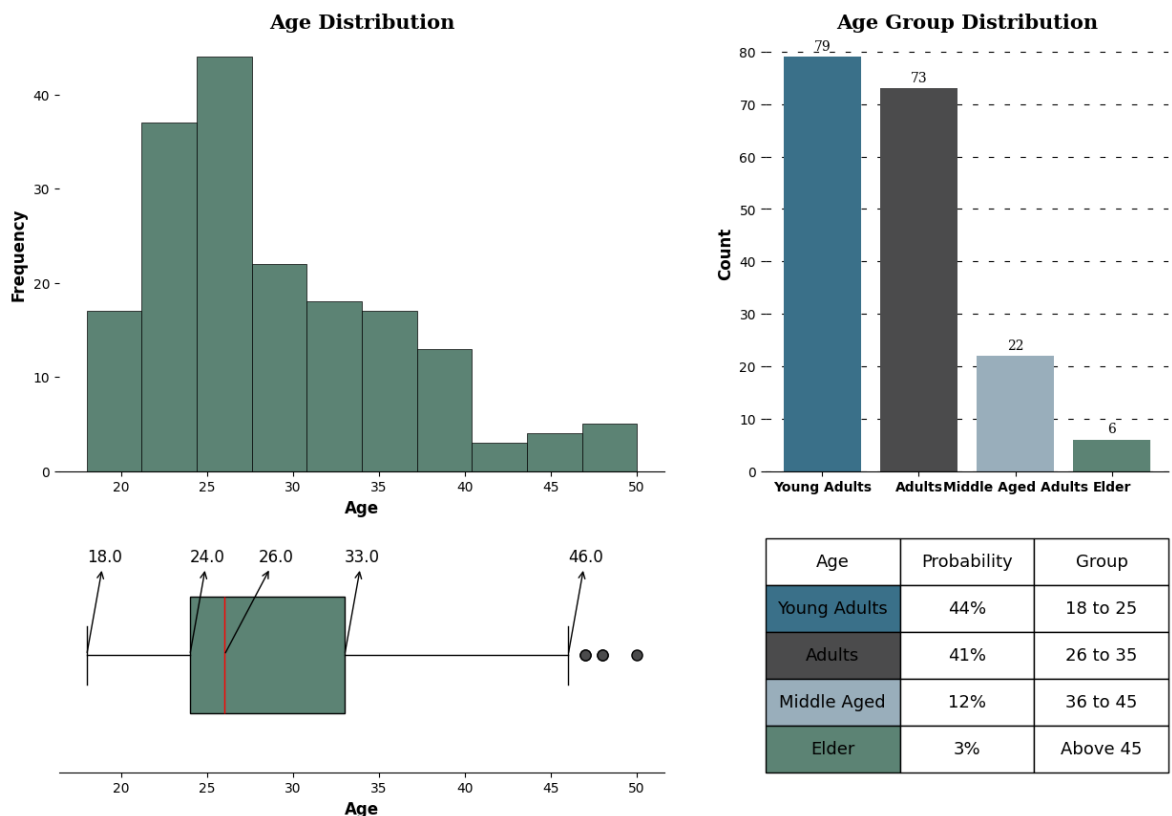 Age Distribution
40
30
20
10
0
Frequency
20 25 30 35 40 45 50
Age
Age Group Distribution
80
70
60
50
40
30
20
10
0
Count
79
73
22
6
Young Adults Adults Middle Aged Adults Elder
18.0 24.0 26.0 33.0 46.0
20 25 30 35 40 45 50
Age
Age Probability Group
Young Adults 44% 18 to 25
Adults 41% 26 to 35
Middle Aged 12% 36 to 45
Elder 3% Above 45